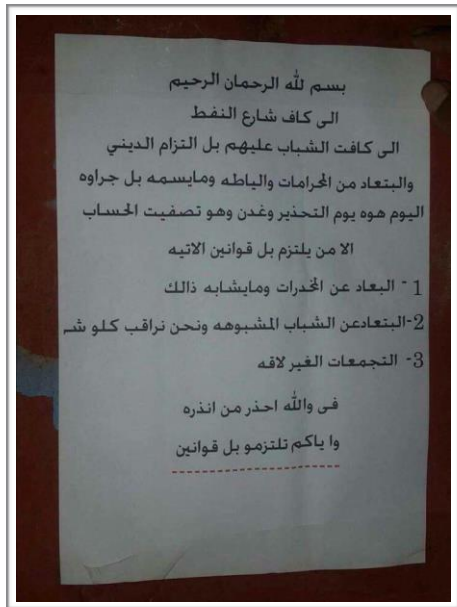 بسم لله الرحمان الرحيم
الى كاف شارع النفط
الى كافت الشباب عليهم بل التزام الديني
والبتعاد من المحرامات والباطه ومايسمه بل جراوه
اليوم هوه يوم التحذير وغدن وهو تصفيت الحساب
الا من يلتزم بل قوانين الاتيه
1- البعاد عن المخدرات ومايشابه ذالك
2-البتعادعن الشباب المشبوهه ونحن نراقب كلو شـ
3- التجمعات الغير لاقه
فى والله احذر من انذره
وا ياكم تلتزمو بل قوانين